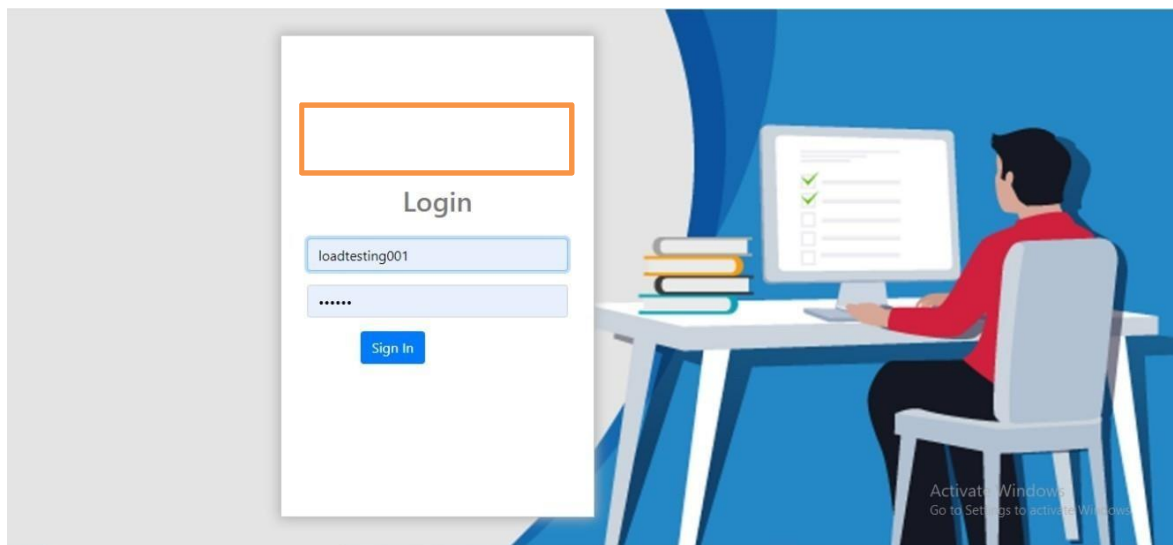 Login
loadtesting001
••••••
Sign In
Activate Windows
Go to Settings to activate Windows.